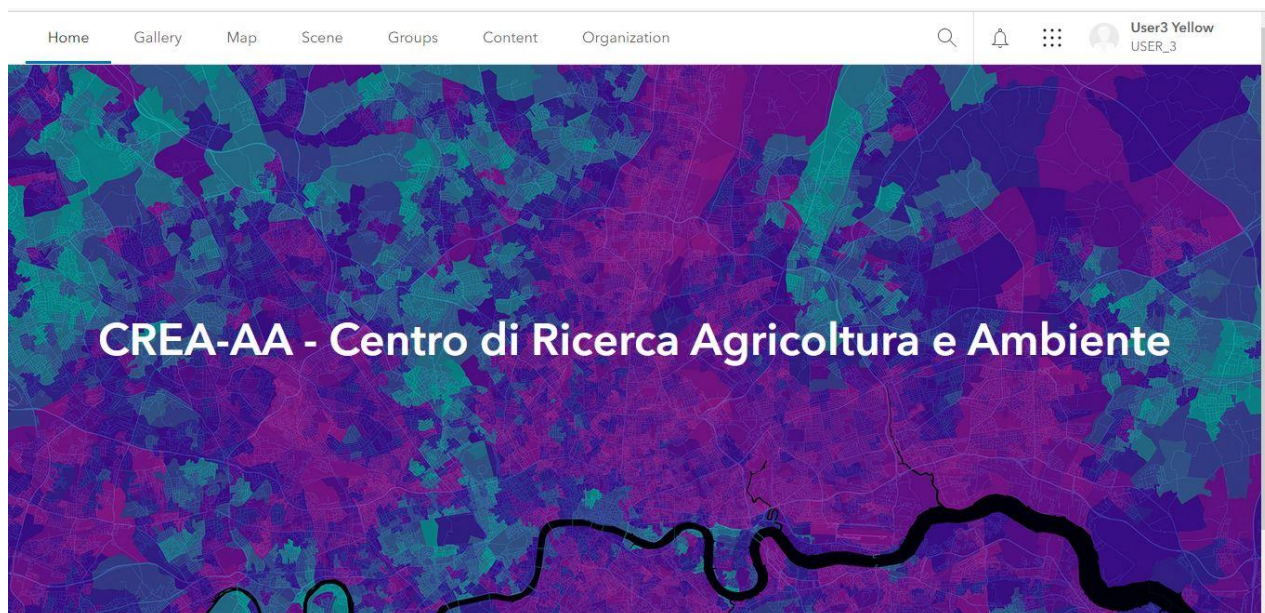 Home Gallery Map Scene Groups Content Organization User3 Yellow
USER_3
CREA-AA - Centro di Ricerca Agricoltura e Ambiente